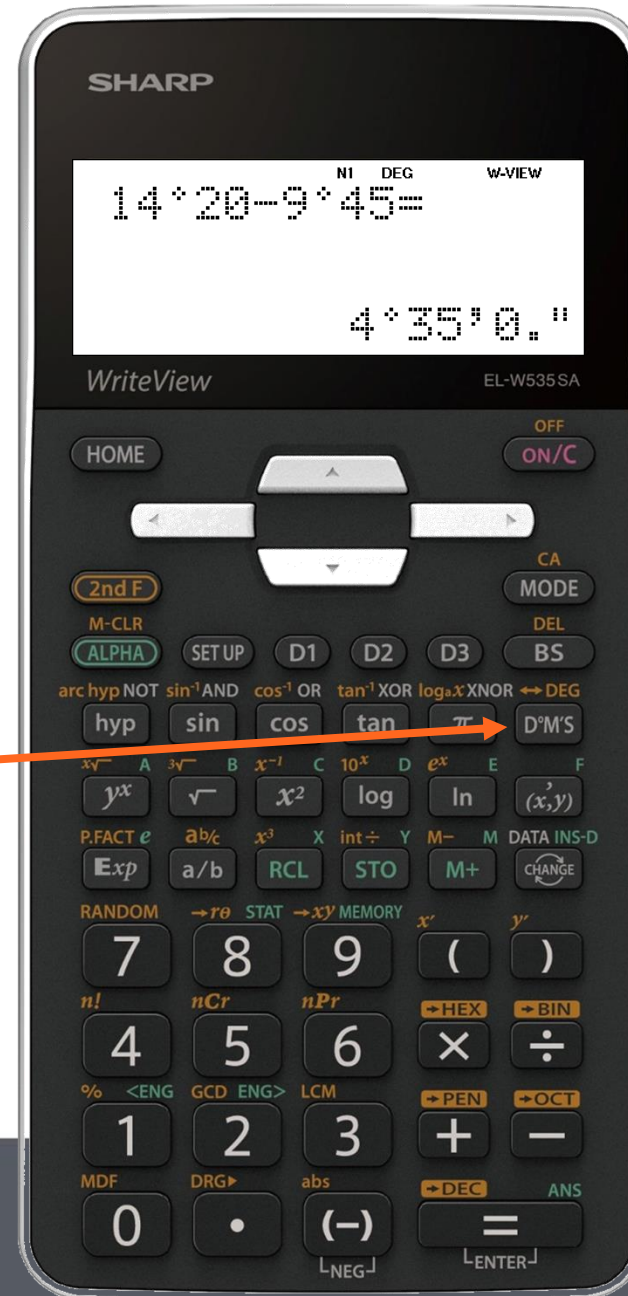 SHARP
N1 DEG W-VIEW
14°20-9°45=
4°35'0."
WriteView EL-W535SA
OFF
HOME ON/C
CA
2nd F MODE
M-CLR DEL
ALPHA SET UP D1 D2 D3 BS
arc hyp NOT sin⁻¹ AND cos⁻¹ OR tan⁻¹ XOR logₐx XNOR ↔DEG
hyp sin cos tan π D°M'S
ˣ√ A ³√ B x⁻¹ C 10ˣ D eˣ E F
yˣ √ x² log ln (x,y)
P.FACT e ab/c x³ X int÷ Y M− M DATA INS-D
Exp a/b RCL STO M+ CHANGE
RANDOM →rθ STAT →xy MEMORY x′ y′
7 8 9 ( )
n! nCr nPr →HEX →BIN
4 5 6 × ÷
% <ENG GCD ENG> LCM →PEN →OCT
1 2 3 + −
MDF DRG▶ abs →DEC ANS
0 • (−) =
NEG ENTER